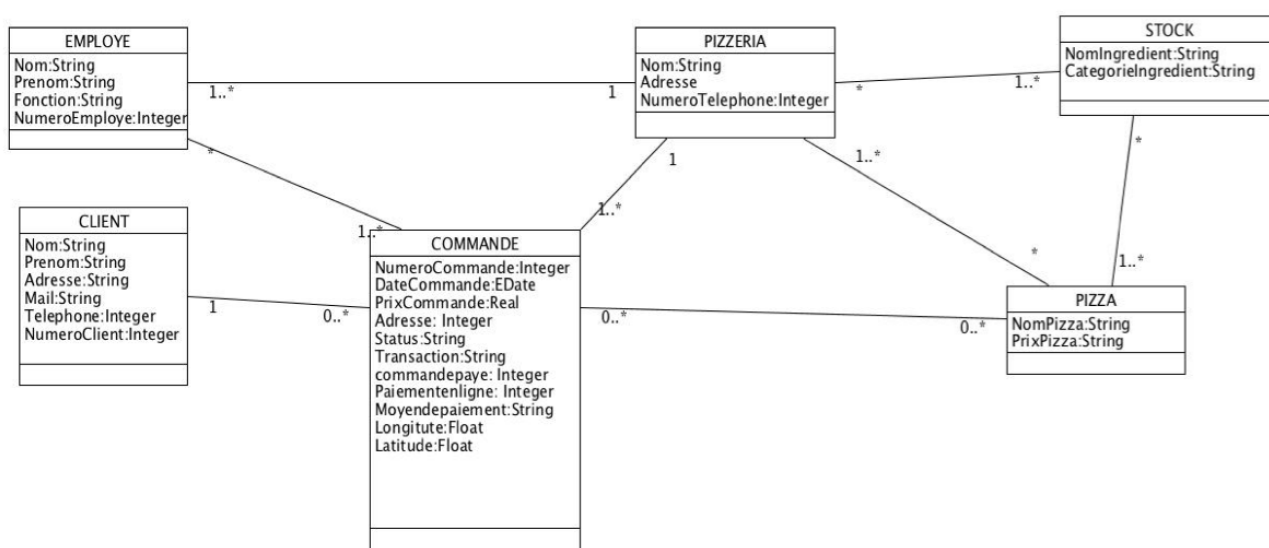 EMPLOYE
Nom:String
Prenom:String
Fonction:String
NumeroEmploye:Integer
1..*
1
*
PIZZERIA
Nom:String
Adresse
NumeroTelephone:Integer
*
1..*
1
1..*
STOCK
NomIngredient:String
CategorieIngredient:String
*
1..*
CLIENT
Nom:String
Prenom:String
Adresse:String
Mail:String
Telephone:Integer
NumeroClient:Integer
1
0..*
1..*
1..*
COMMANDE
NumeroCommande:Integer
DateCommande:EDate
PrixCommande:Real
Adresse: Integer
Status:String
Transaction:String
commandepaye: Integer
Paiementenligne: Integer
Moyendepaiement:String
Longitute:Float
Latitude:Float
0..*
0..*
*
PIZZA
NomPizza:String
PrixPizza:String